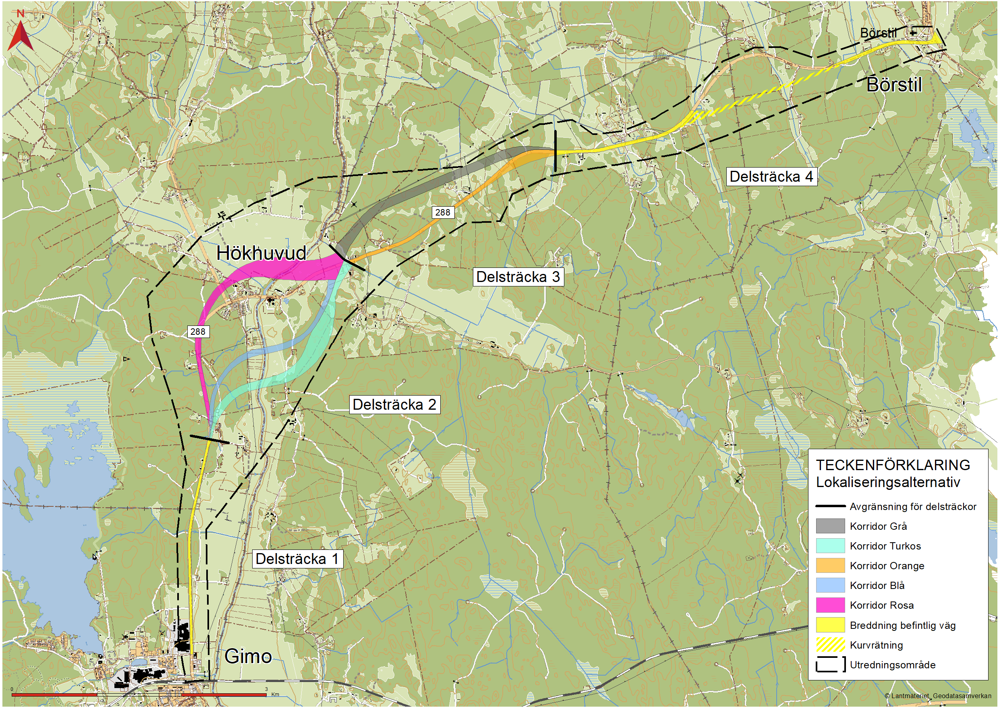 N
Börstil
Börstil
Delsträcka 4
288
Hökhuvud
Delsträcka 3
288
Delsträcka 2
Delsträcka 1
Gimo
TECKENFÖRKLARING
Lokaliseringsalternativ
Avgränsning för delsträckor
Korridor Grå
Korridor Turkos
Korridor Orange
Korridor Blå
Korridor Rosa
Breddning befintlig väg
Kurvrätning
Utredningsområde
0 3 Km
© Lantmäteriet, Geodatasamverkan